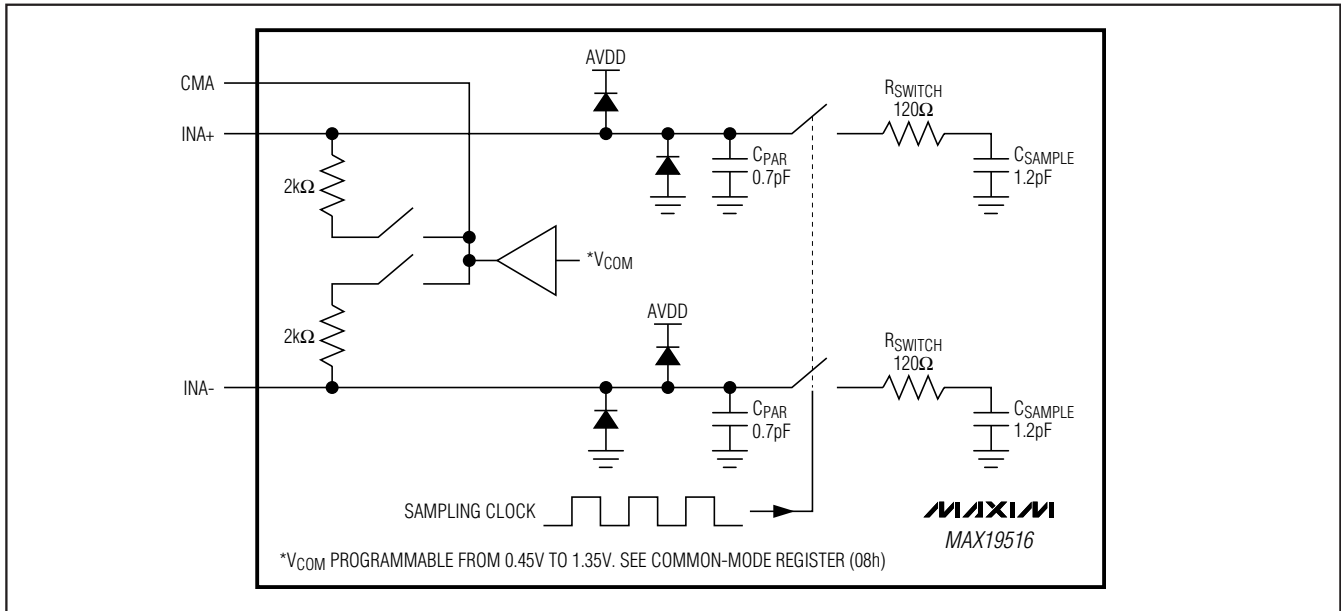 AVDD
CMA
RSWITCH
120Ω
INA+
CPAR
0.7pF
CSAMPLE
1.2pF
2kΩ
*VCOM
AVDD
2kΩ
RSWITCH
120Ω
INA-
CPAR
0.7pF
CSAMPLE
1.2pF
SAMPLING CLOCK
MAXIM
MAX19516
*VCOM PROGRAMMABLE FROM 0.45V TO 1.35V. SEE COMMON-MODE REGISTER (08h)